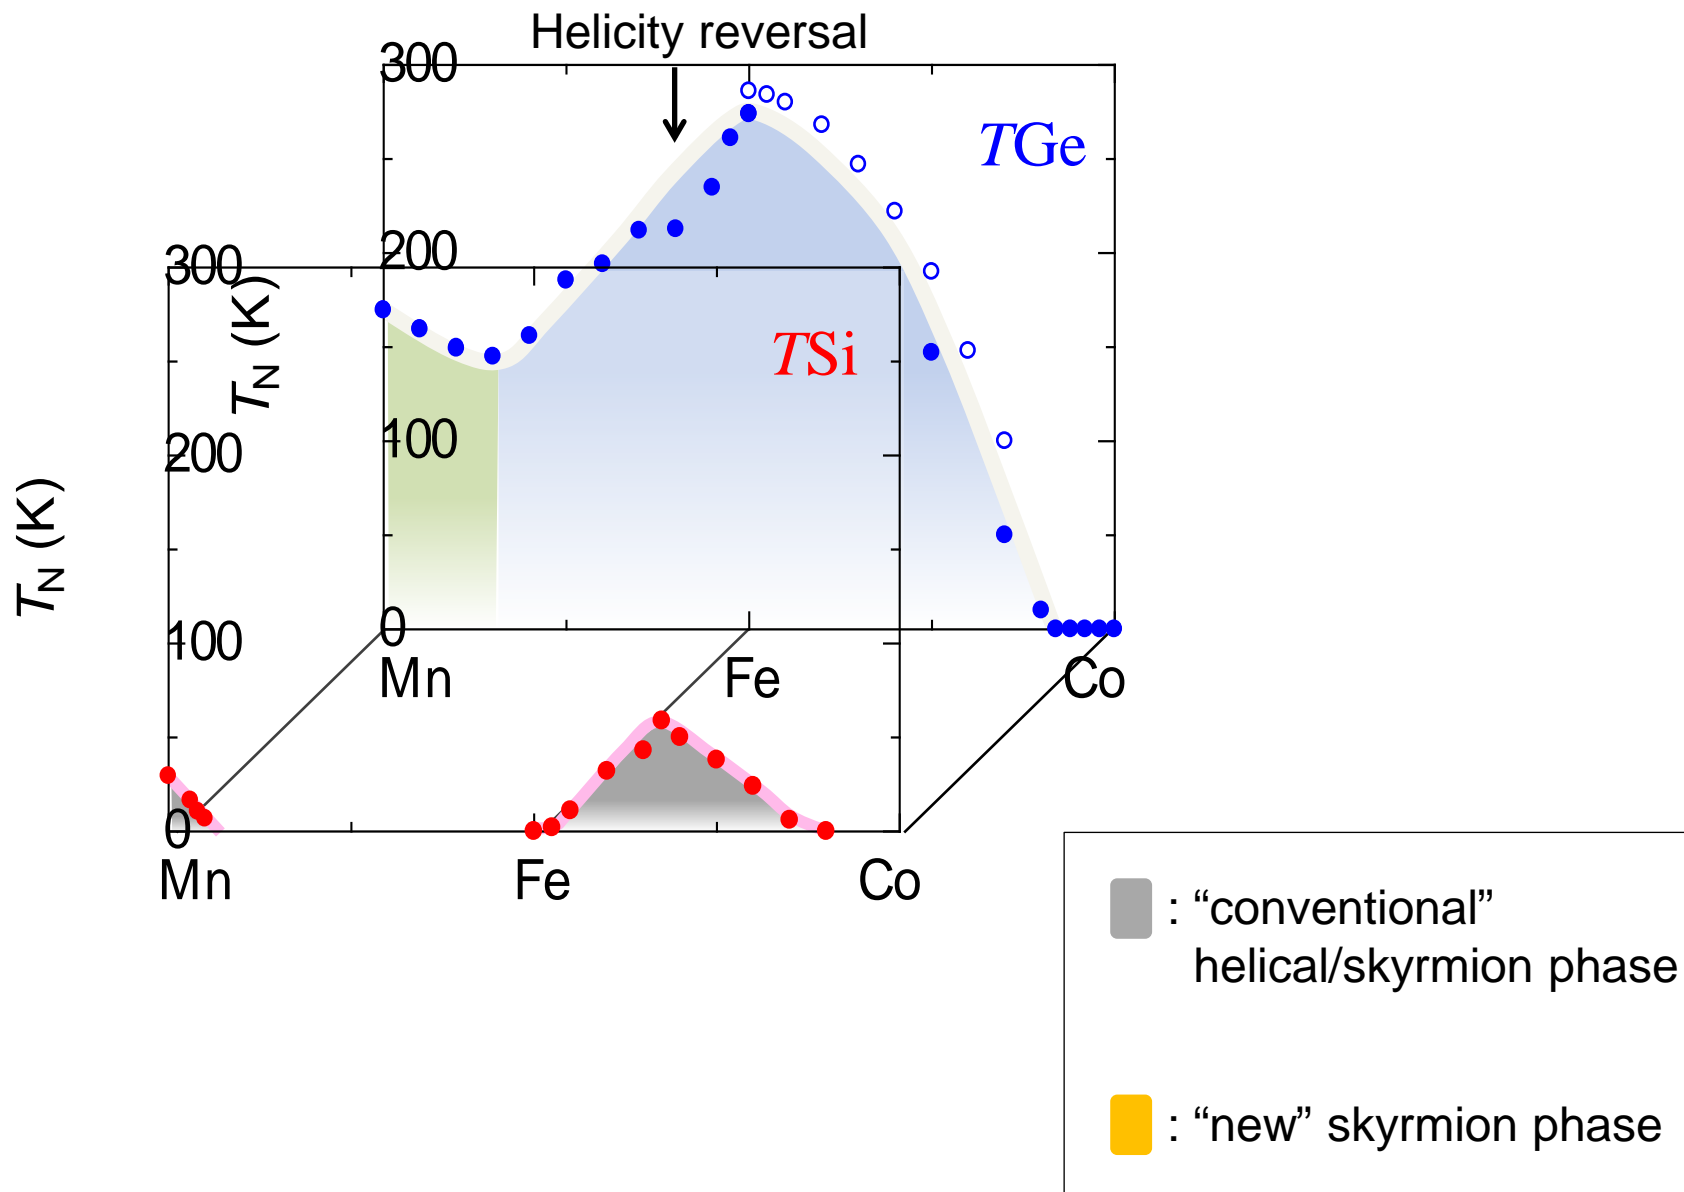 Helicity reversal
300
TGe
200
300
TN (K)
TSi
100
200
TN (K)
0
100
Mn
Fe
Co
0
Mn
Fe
Co
: “conventional”
helical/skyrmion phase
: “new” skyrmion phase